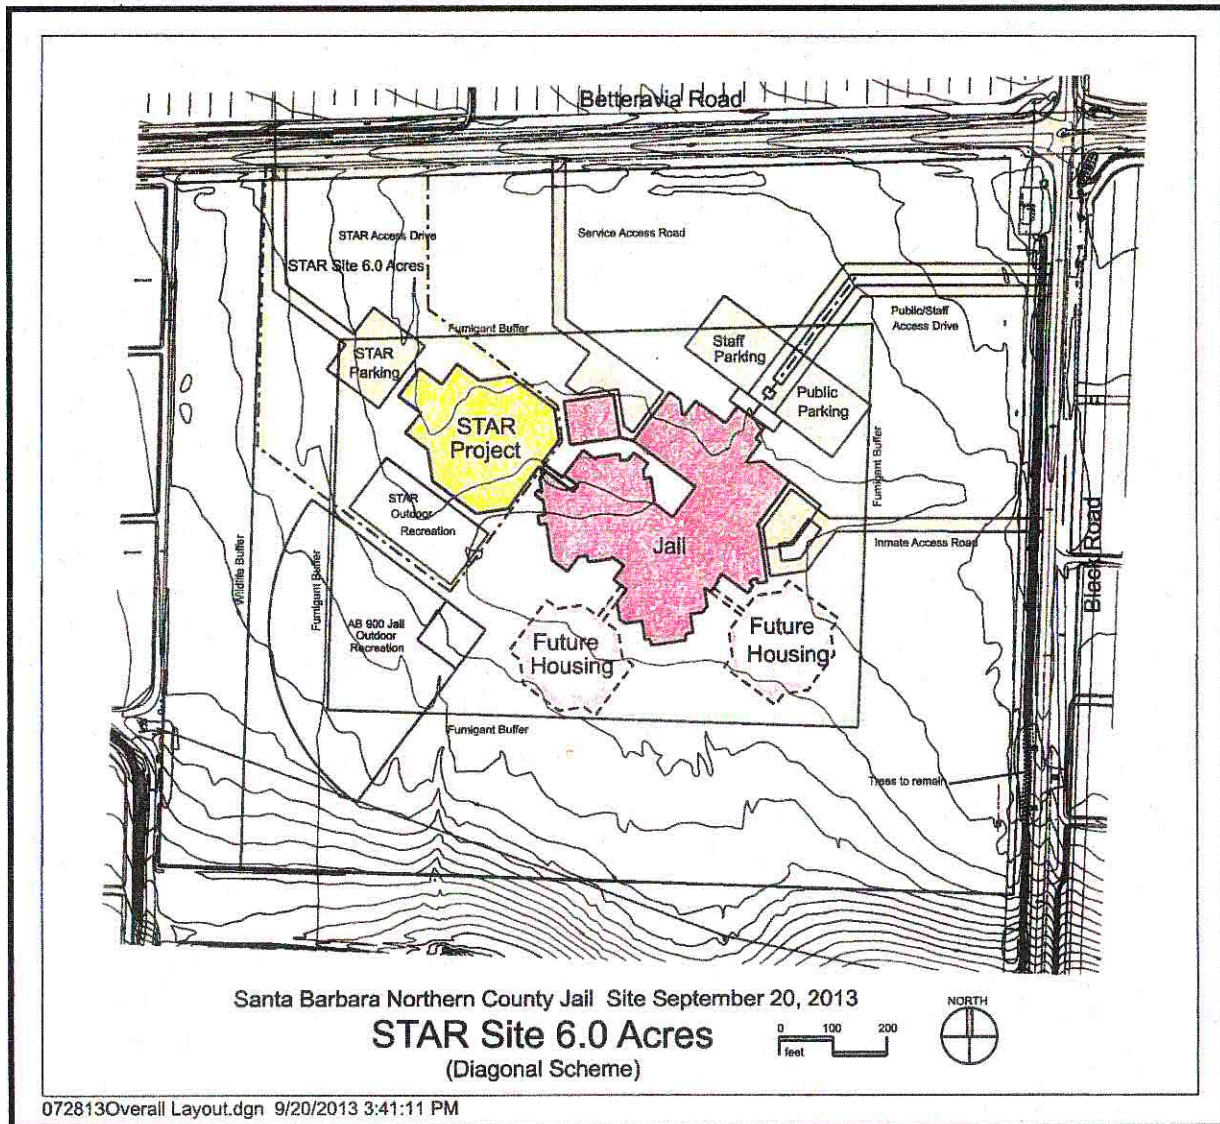 Betteravia Road
STAR Access Drive
Service Access Road
STAR Site 6.0 Acres
Public/Staff
Access Drive
Fumigant Buffer
STAR
Parking
Staff
Parking
Public
Parking
STAR
Project
Fumigant Buffer
STAR
Outdoor
Recreation
Jail
Inmate Access Road
Black Road
Wildlife Buffer
Fumigant Buffer
AB 900 Jail
Outdoor
Recreation
Future
Housing
Future
Housing
Fumigant Buffer
Trees to remain
Santa Barbara Northern County Jail Site September 20, 2013
STAR Site 6.0 Acres
(Diagonal Scheme)
0 100 200
feet
NORTH
072813Overall Layout.dgn 9/20/2013 3:41:11 PM